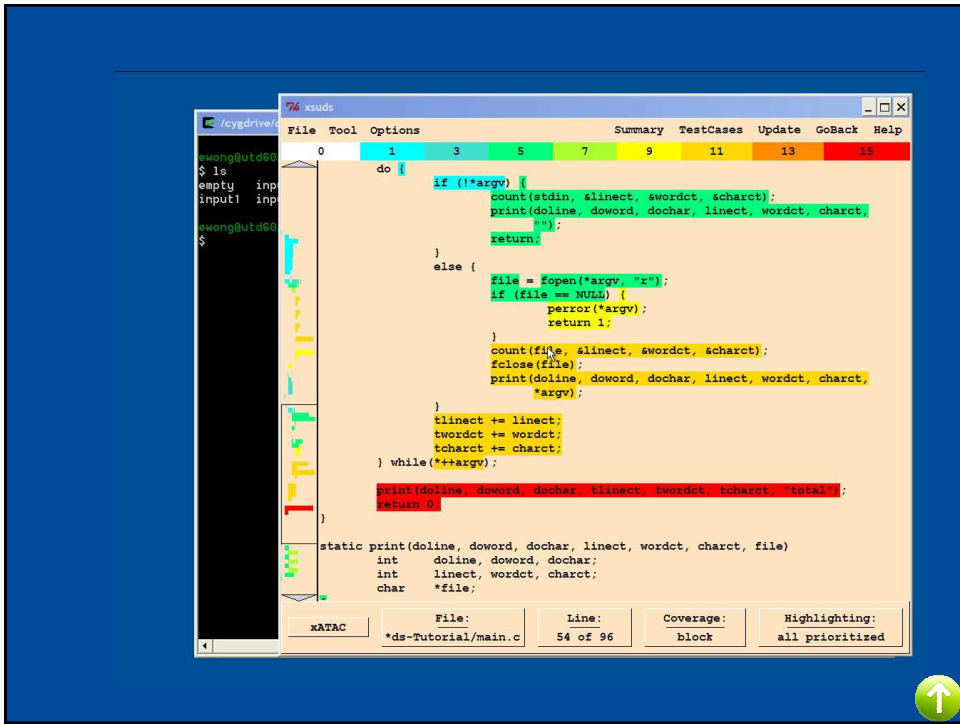 xsuds
/cygdrive/c
File Tool Options Summary TestCases Update GoBack Help
0 1 3 5 7 9 11 13 15
ewong@utd60
$ ls
empty inp
input1 inp
ewong@utd60
$
do {
if (!*argv) {
count(stdin, &linect, &wordct, &charct);
print(doline, doword, dochar, linect, wordct, charct,
"");
return;
}
else {
file = fopen(*argv, "r");
if (file == NULL) {
perror(*argv);
return 1;
}
count(file, &linect, &wordct, &charct);
fclose(file);
print(doline, doword, dochar, linect, wordct, charct,
*argv);
}
tlinect += linect;
twordct += wordct;
tcharct += charct;
} while(*++argv);
print(doline, doword, dochar, tlinect, twordct, tcharct, "total");
return 0;
}
static print(doline, doword, dochar, linect, wordct, charct, file)
int doline, doword, dochar;
int linect, wordct, charct;
char *file;
xATAC
File:
*ds-Tutorial/main.c
Line:
54 of 96
Coverage:
block
Highlighting:
all prioritized